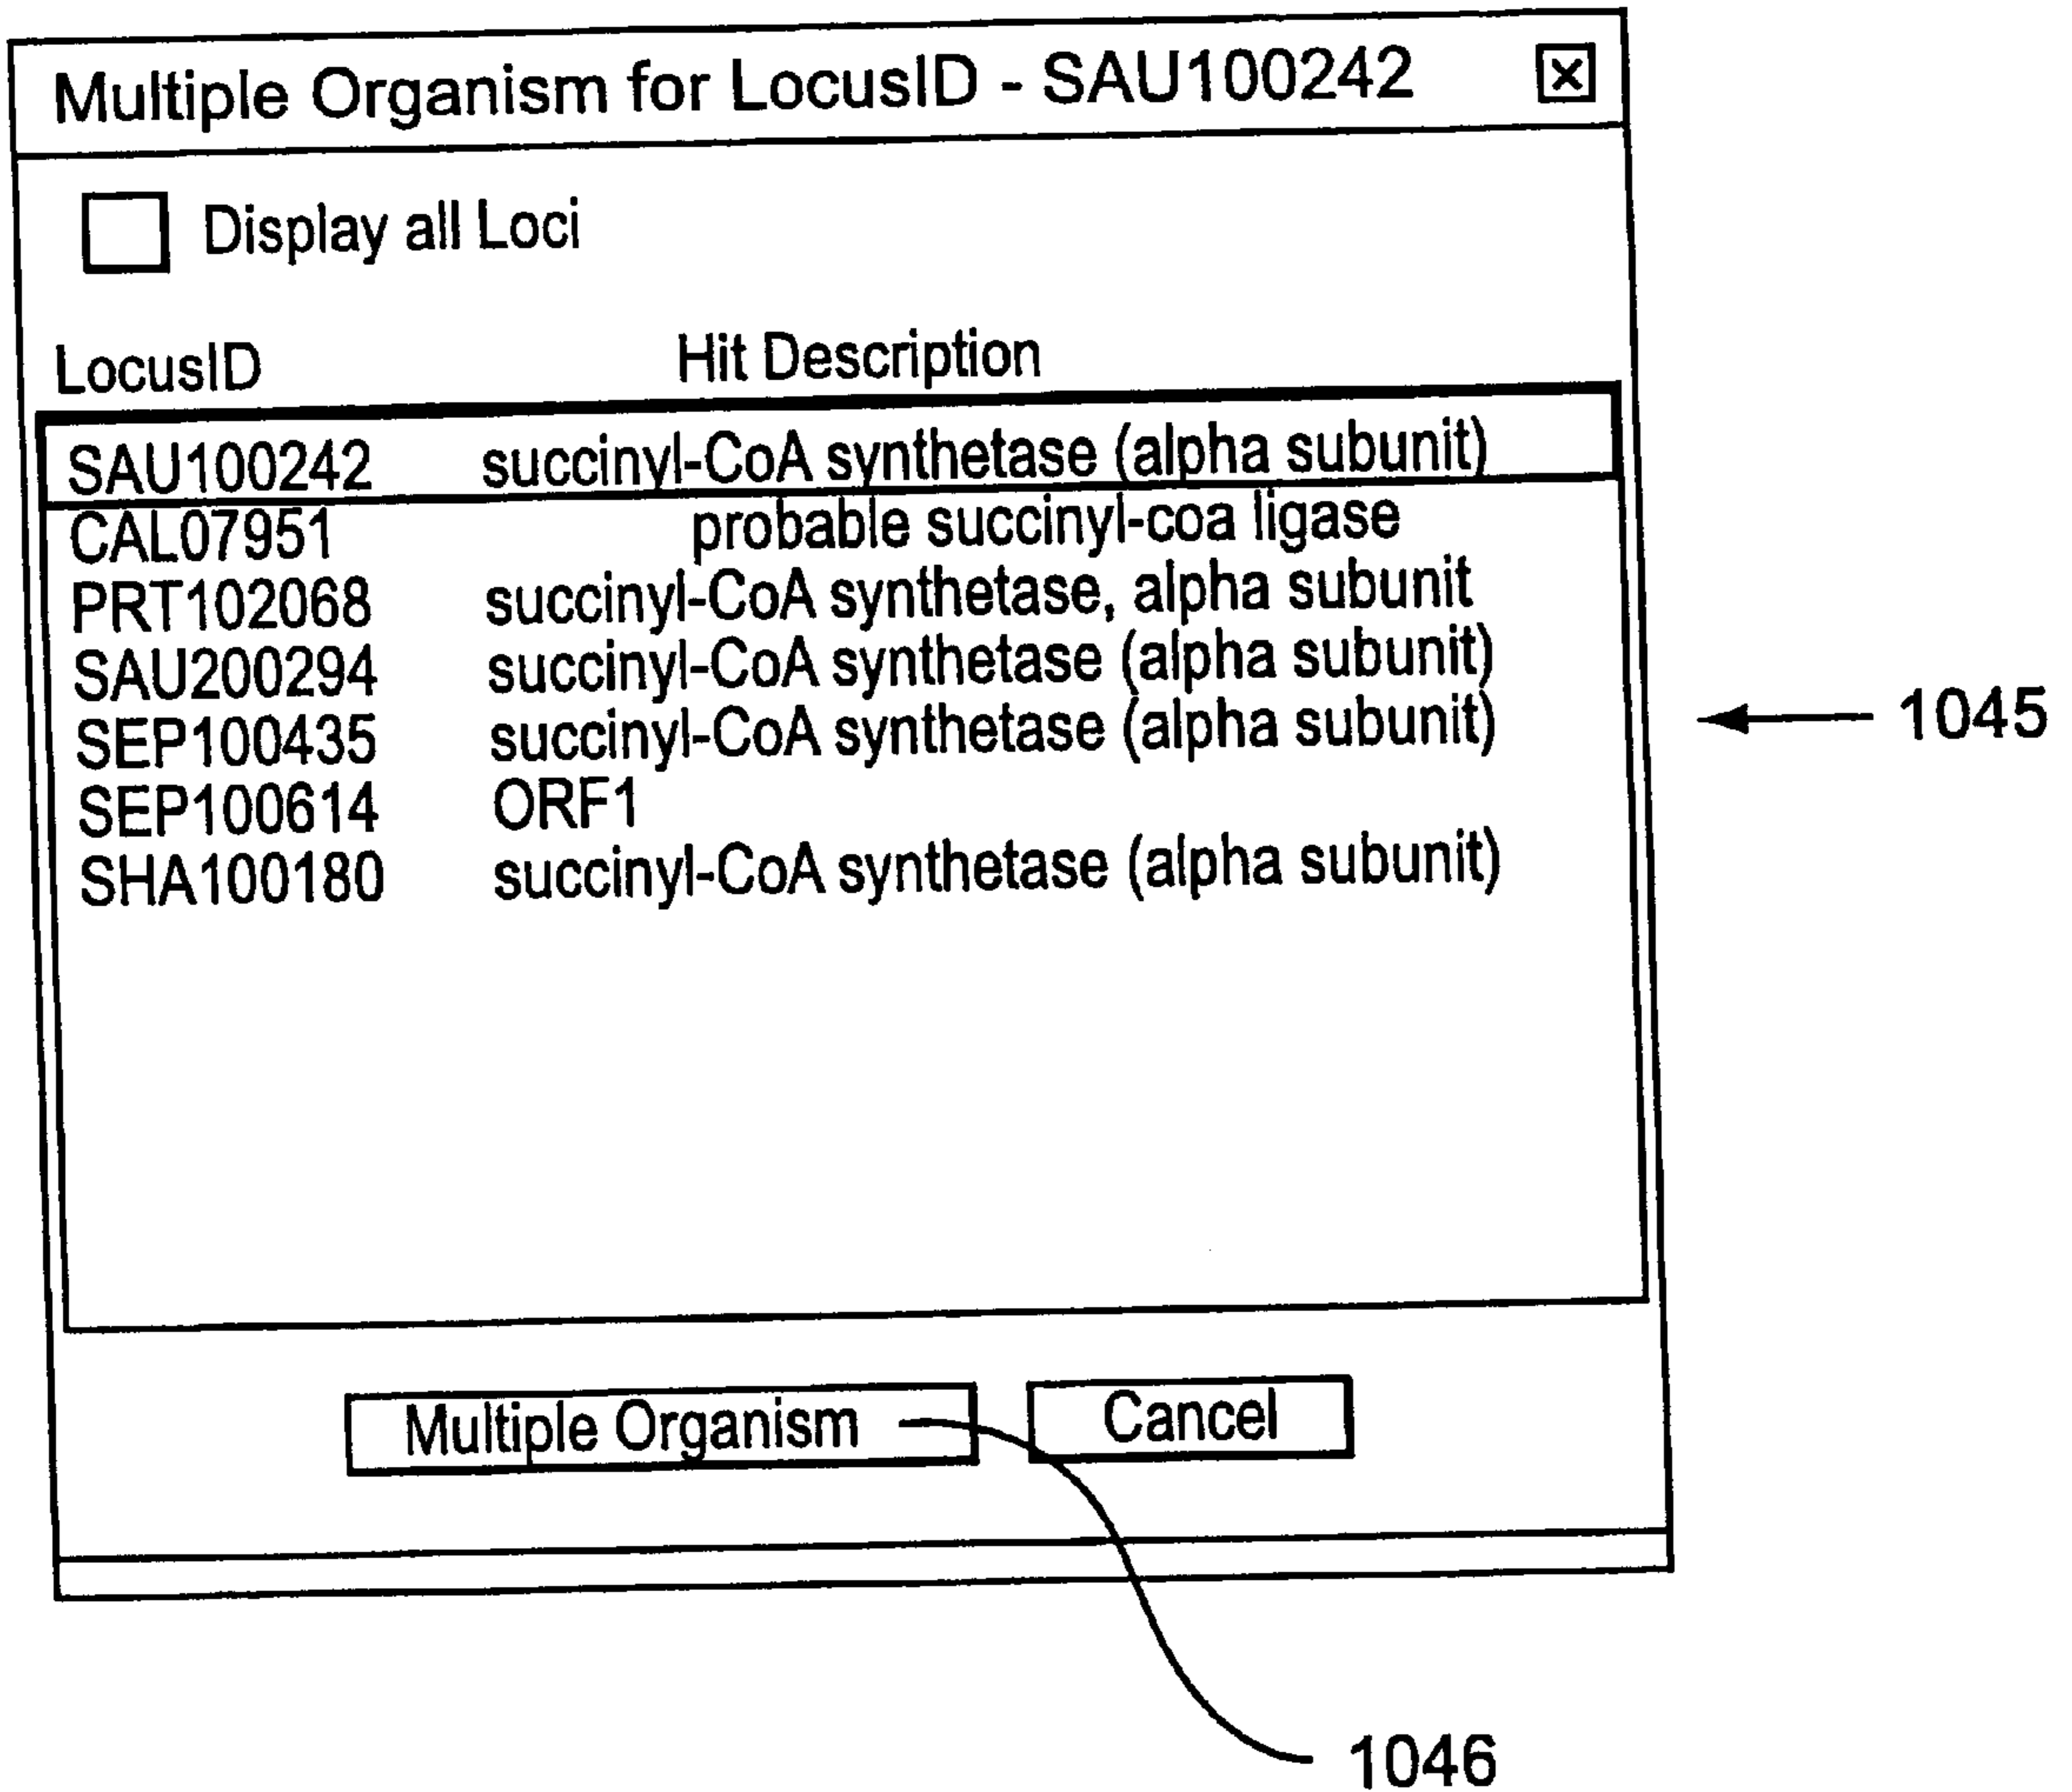 Multiple Organism for LocusID - SAU100242
Display all Loci
LocusID Hit Description
SAU100242 succinyl-CoA synthetase (alpha subunit)
CAL07951 probable succinyl-coa ligase
PRT102068 succinyl-CoA synthetase, alpha subunit
SAU200294 succinyl-CoA synthetase (alpha subunit)
SEP100435 succinyl-CoA synthetase (alpha subunit)
SEP100614 ORF1
SHA100180 succinyl-CoA synthetase (alpha subunit)
1045
Multiple Organism Cancel
1046